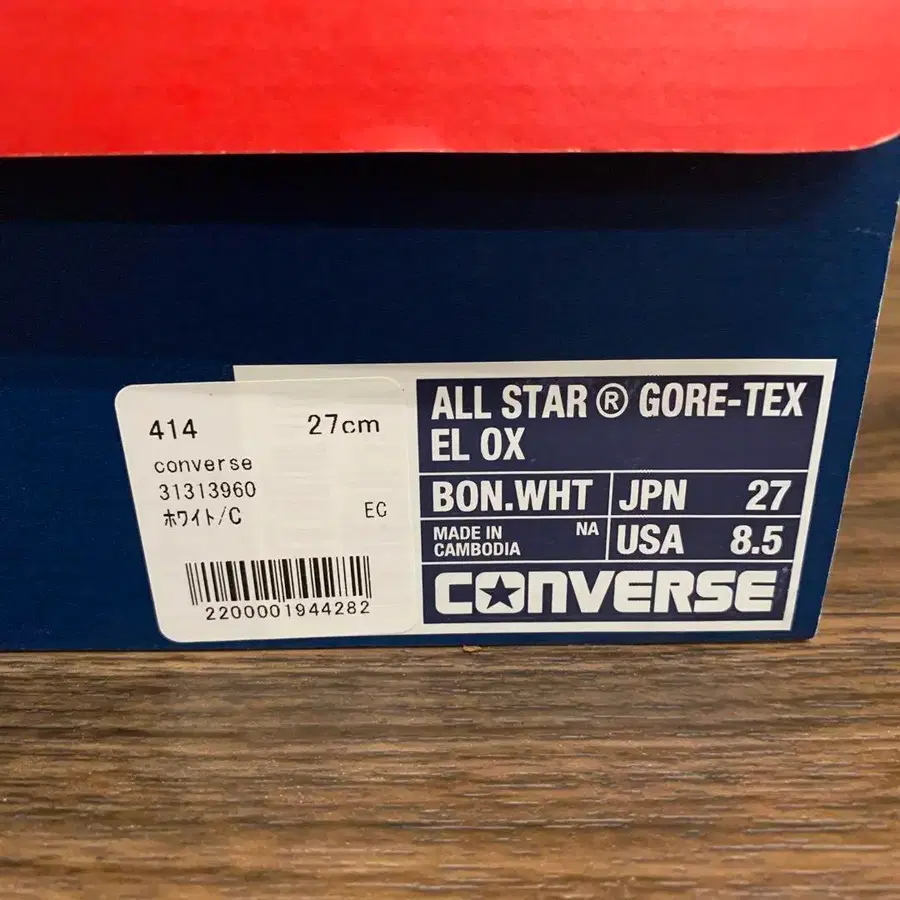 414 27cm
converse
31313960
ホワイト/C EC
2200001944282
ALL STAR ® GORE-TEX
EL OX
BON.WHT JPN 27
MADE IN CAMBODIA NA USA 8.5
CONVERSE